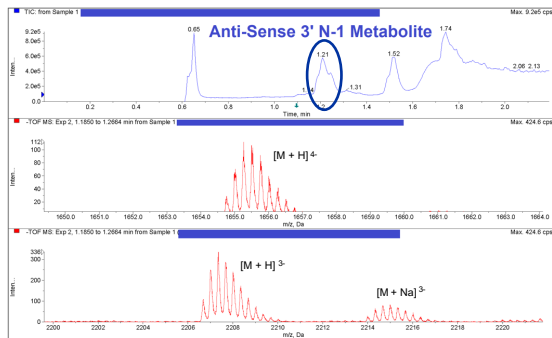 TIC: from Sample 1
Max. 9.2e5 cps
Anti-Sense 3' N-1 Metabolite
9.2e5
8.0e5
6.0e5
4.0e5
2.0e5
0.0
Inten...
0.65
1.21
1.31
1.52
1.74
2.06 2.13
0.2 0.4 0.6 0.8 1.0 1.4 1.6 1.8 2.0
Time, min
-TOF MS: Exp 2, 1.1850 to 1.2664 min from Sample 1
Max. 424.6 cps
[M + H] 4-
112
100
80
60
40
20
Inten...
1650.0 1651.0 1652.0 1653.0 1654.0 1655.0 1656.0 1657.0 1658.0 1659.0 1660.0 1661.0 1662.0 1663.0 1664.0
m/z, Da
-TOF MS: Exp 2, 1.1850 to 1.2664 min from Sample 1
Max. 424.6 cps
[M + H] 3-
[M + Na] 3-
336
300
200
100
0
Inten...
2200 2202 2204 2206 2208 2210 2212 2214 2216 2218 2220
m/z, Da